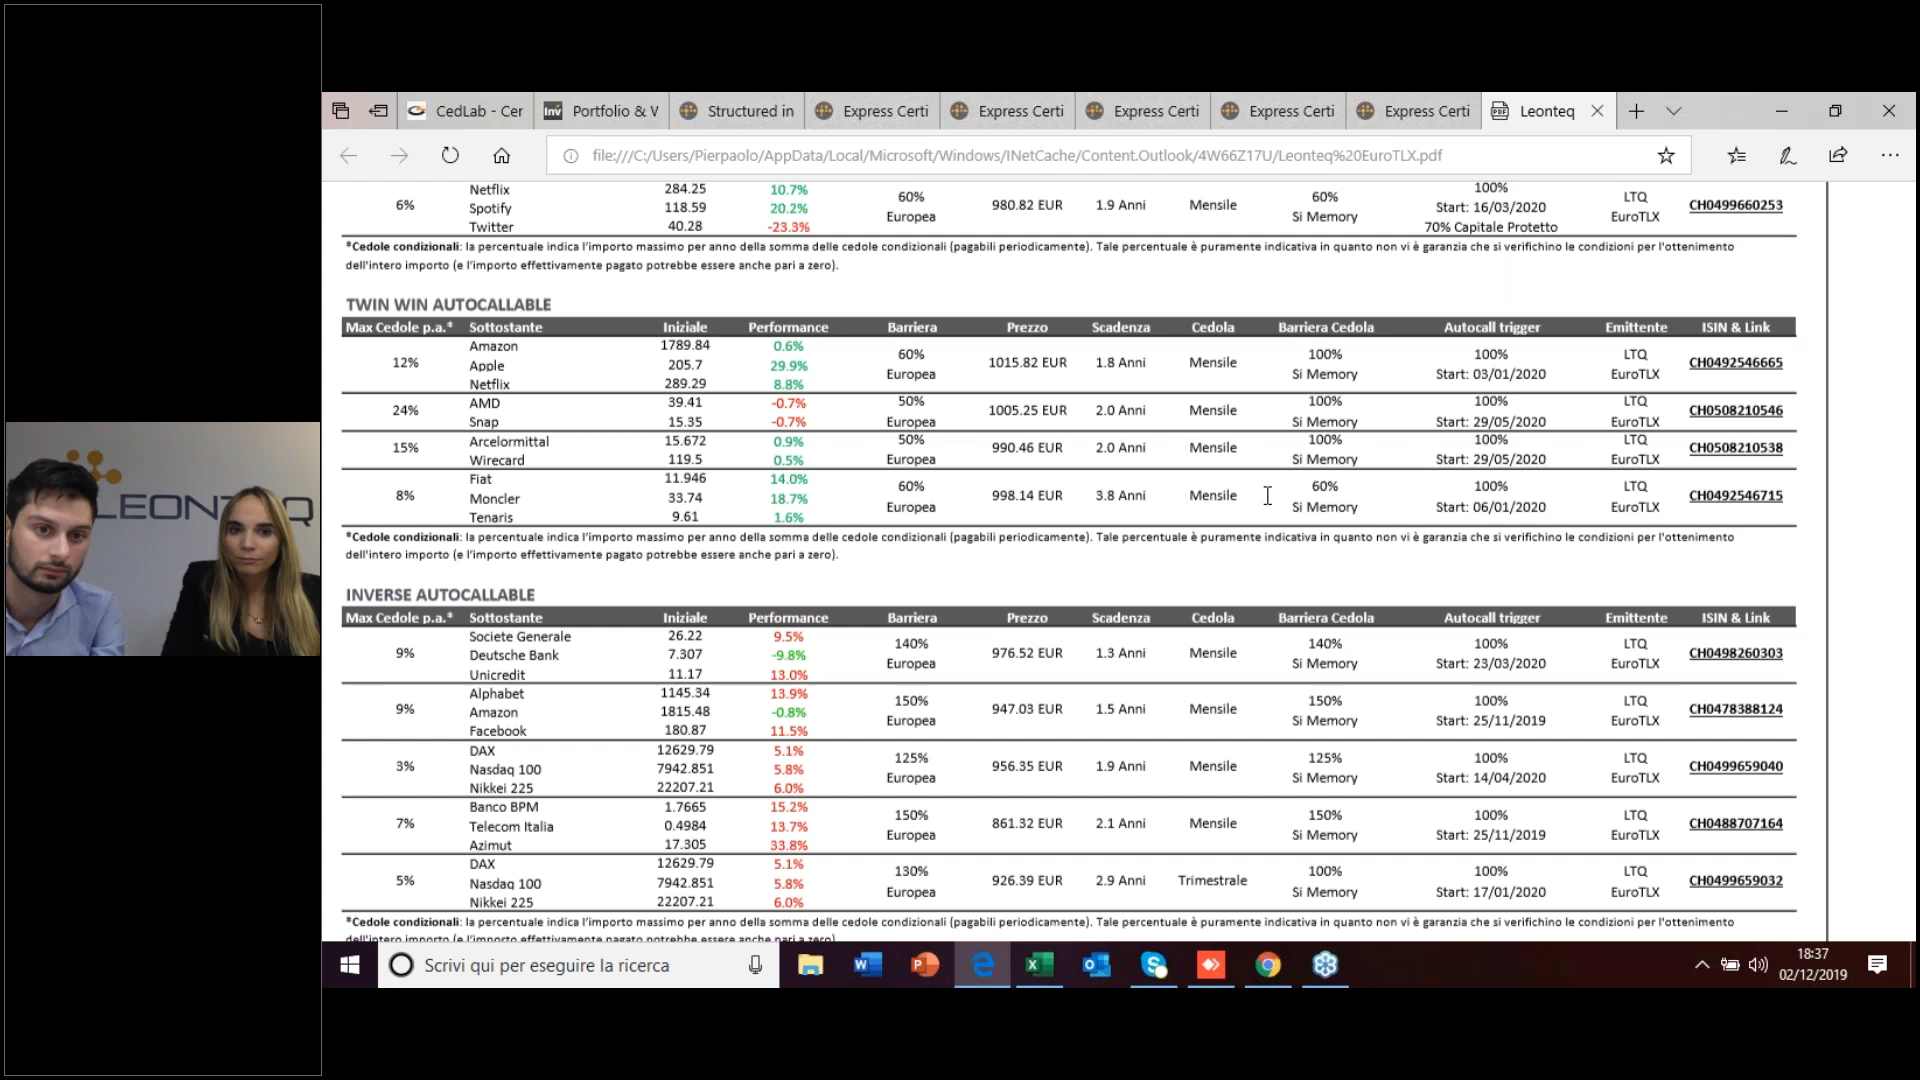 CedLab - Cer
Portfolio & V
Structured in
Express Certi
Express Certi
Express Certi
Express Certi
Express Certi
Leonteq
file:///C:/Users/Pierpaolo/AppData/Local/Microsoft/Windows/INetCache/Content.Outlook/4W66Z17U/Leonteq%20EuroTLX.pdf
6% Netflix 284.25 10.7% 60% 980.82 EUR 1.9 Anni Mensile 60% 100% LTQ CH0499660253
Spotify 118.59 20.2% Europea Si Memory Start: 16/03/2020 EuroTLX
Twitter 40.28 -23.3% 70% Capitale Protetto
*Cedole condizionali: la percentuale indica l'importo massimo per anno della somma delle cedole condizionali (pagabili periodicamente). Tale percentuale è puramente indicativa in quanto non vi è garanzia che si verifichino le condizioni per l'ottenimento
dell'intero importo (e l'importo effettivamente pagato potrebbe essere anche pari a zero).
TWIN WIN AUTOCALLABLE
Max Cedole p.a.* Sottostante Iniziale Performance Barriera Prezzo Scadenza Cedola Barriera Cedola Autocall trigger Emittente ISIN & Link
Amazon 1789.84 0.6% 60% 100% 100% LTQ
12% Apple 205.7 29.9% 1015.82 EUR 1.8 Anni Mensile CH0492546665
Netflix 289.29 8.8% Europea Si Memory Start: 03/01/2020 EuroTLX
24% AMD 39.41 -0.7% 50% 1005.25 EUR 2.0 Anni Mensile 100% 100% LTQ CH0508210546
Snap 15.35 -0.7% Europea Si Memory Start: 29/05/2020 EuroTLX
15% Arcelormittal 15.672 0.9% 50% 990.46 EUR 2.0 Anni Mensile 100% 100% LTQ CH0508210538
Wirecard 119.5 0.5% Europea Si Memory Start: 29/05/2020 EuroTLX
Fiat 11.946 14.0% 60% 60% 100% LTQ
8% Moncler 33.74 18.7% 998.14 EUR 3.8 Anni Mensile CH0492546715
Tenaris 9.61 1.6% Europea Si Memory Start: 06/01/2020 EuroTLX
*Cedole condizionali: la percentuale indica l'importo massimo per anno della somma delle cedole condizionali (pagabili periodicamente). Tale percentuale è puramente indicativa in quanto non vi è garanzia che si verifichino le condizioni per l'ottenimento
dell'intero importo (e l'importo effettivamente pagato potrebbe essere anche pari a zero).
INVERSE AUTOCALLABLE
Max Cedole p.a.* Sottostante Iniziale Performance Barriera Prezzo Scadenza Cedola Barriera Cedola Autocall trigger Emittente ISIN & Link
Societe Generale 26.22 9.5% 140% 140% 100% LTQ
9% Deutsche Bank 7.307 -9.8% 976.52 EUR 1.3 Anni Mensile CH0498260303
Unicredit 11.17 13.0% Europea Si Memory Start: 23/03/2020 EuroTLX
Alphabet 1145.34 13.9% 150% 150% 100% LTQ
9% Amazon 1815.48 -0.8% 947.03 EUR 1.5 Anni Mensile CH0478388124
Facebook 180.87 11.5% Europea Si Memory Start: 25/11/2019 EuroTLX
DAX 12629.79 5.1% 125% 125% 100% LTQ
3% Nasdaq 100 7942.851 5.8% 956.35 EUR 1.9 Anni Mensile CH0499659040
Nikkei 225 22207.21 6.0% Europea Si Memory Start: 14/04/2020 EuroTLX
Banco BPM 1.7665 15.2% 150% 150% 100% LTQ
7% Telecom Italia 0.4984 13.7% 861.32 EUR 2.1 Anni Mensile CH0488707164
Azimut 17.305 33.8% Europea Si Memory Start: 25/11/2019 EuroTLX
DAX 12629.79 5.1% 130% 100% 100% LTQ
5% Nasdaq 100 7942.851 5.8% 926.39 EUR 2.9 Anni Trimestrale CH0499659032
Nikkei 225 22207.21 6.0% Europea Si Memory Start: 17/01/2020 EuroTLX
*Cedole condizionali: la percentuale indica l'importo massimo per anno della somma delle cedole condizionali (pagabili periodicamente). Tale percentuale è puramente indicativa in quanto non vi è garanzia che si verifichino le condizioni per l'ottenimento
dell'intero importo (e l'importo effettivamente pagato potrebbe essere anche pari a zero)
LEONTEQ
Scrivi qui per eseguire la ricerca
18:37
02/12/2019